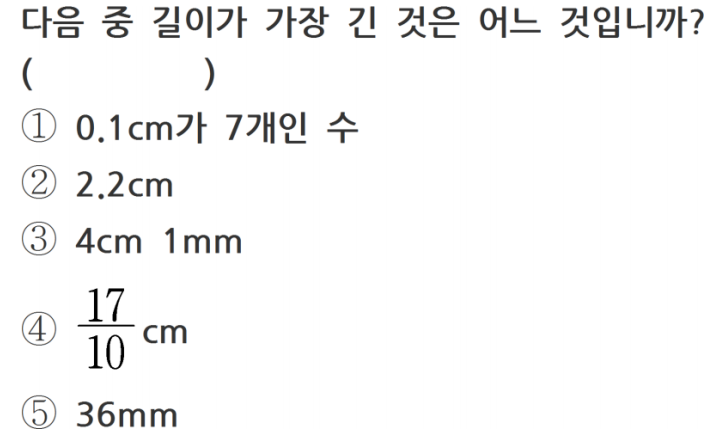 다음 중 길이가 가장 긴 것은 어느 것입니까?
(          )
① 0.1cm가 7개인 수
② 2.2cm
③ 4cm 1mm
④ 17/10 cm
⑤ 36mm